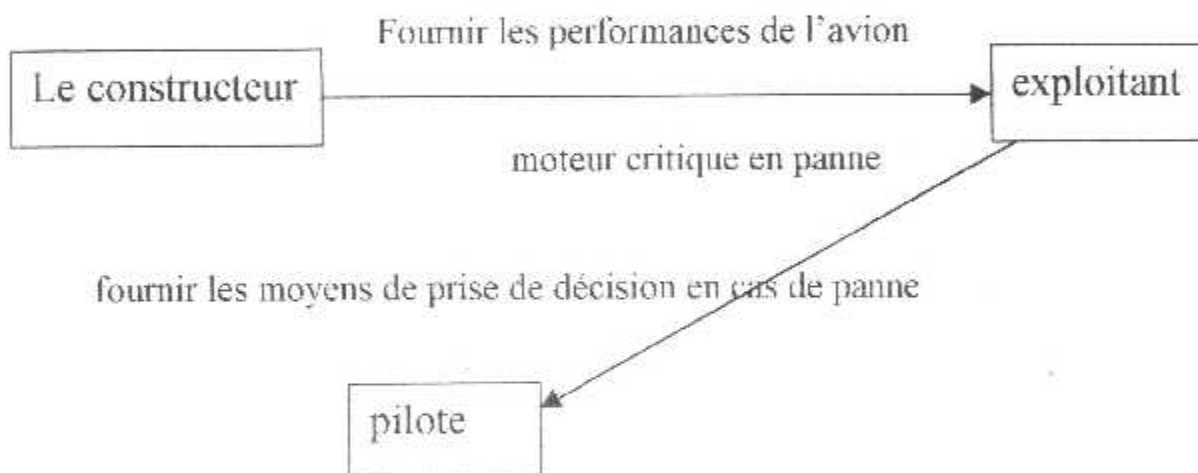 Fournir les performances de l'avion
Le constructeur
exploitant
moteur critique en panne
fournir les moyens de prise de décision en cas de panne
pilote